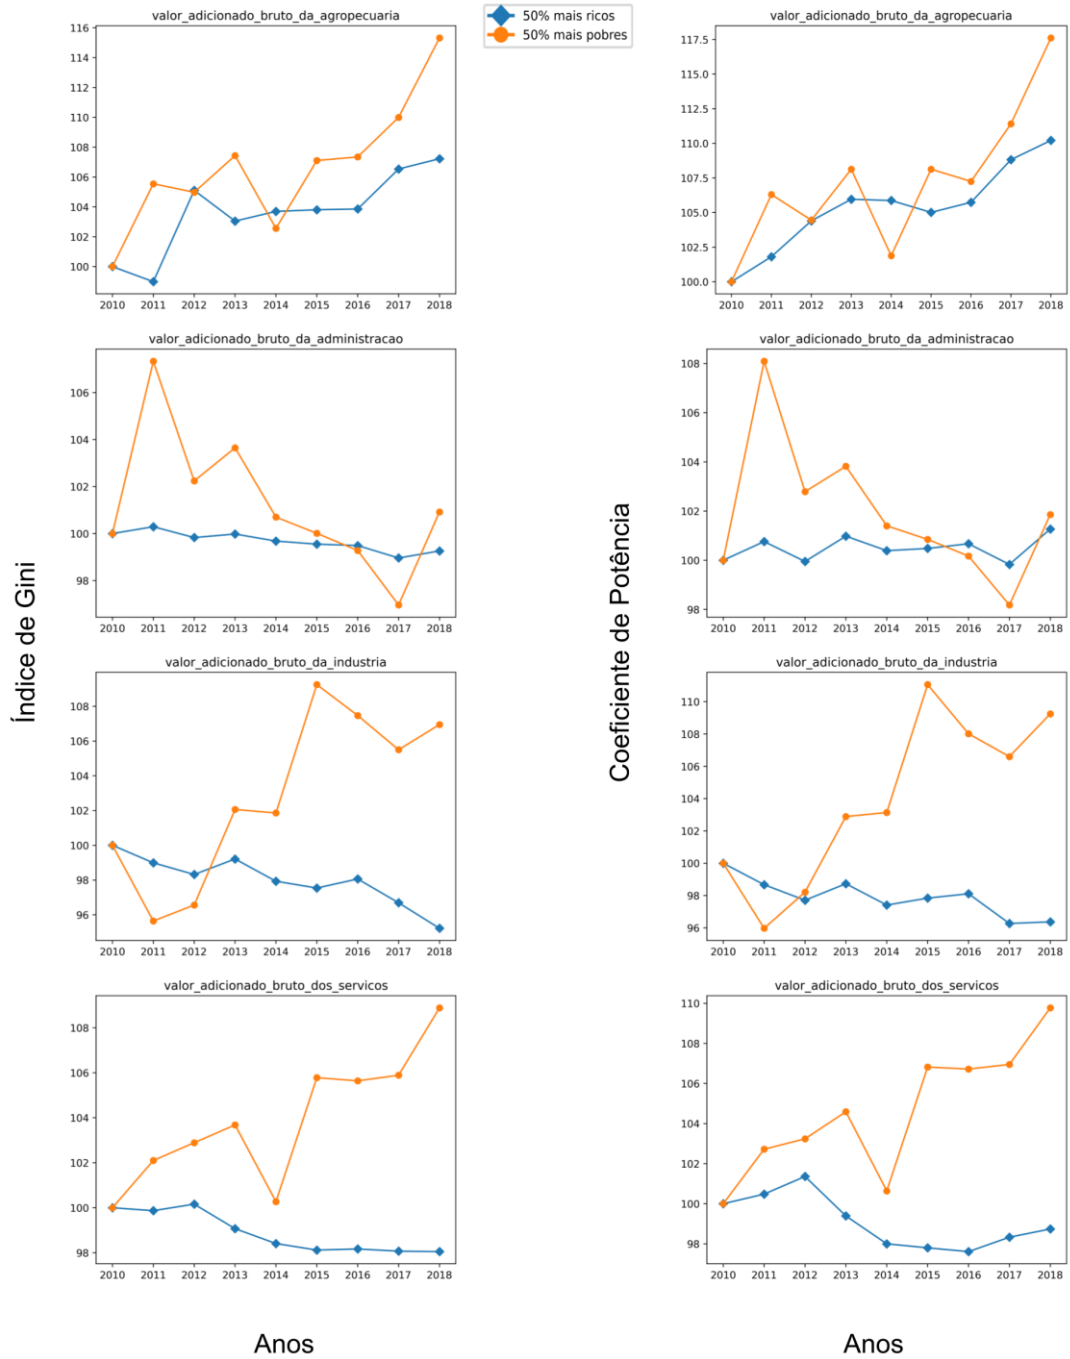 50% mais ricos
50% mais pobres
valor_adicionado_bruto_da_agropecuaria
116
114
112
110
108
106
104
102
100
2010 2011 2012 2013 2014 2015 2016 2017 2018
valor_adicionado_bruto_da_agropecuaria
117.5
115.0
112.5
110.0
107.5
105.0
102.5
100.0
2010 2011 2012 2013 2014 2015 2016 2017 2018
Índice de Gini
valor_adicionado_bruto_da_administracao
106
104
102
100
98
2010 2011 2012 2013 2014 2015 2016 2017 2018
Coeficiente de Potência
valor_adicionado_bruto_da_administracao
108
106
104
102
100
98
2010 2011 2012 2013 2014 2015 2016 2017 2018
valor_adicionado_bruto_da_industria
108
106
104
102
100
98
96
2010 2011 2012 2013 2014 2015 2016 2017 2018
valor_adicionado_bruto_da_industria
110
108
106
104
102
100
98
96
2010 2011 2012 2013 2014 2015 2016 2017 2018
valor_adicionado_bruto_dos_servicos
108
106
104
102
100
98
2010 2011 2012 2013 2014 2015 2016 2017 2018
valor_adicionado_bruto_dos_servicos
110
108
106
104
102
100
98
2010 2011 2012 2013 2014 2015 2016 2017 2018
Anos
Anos